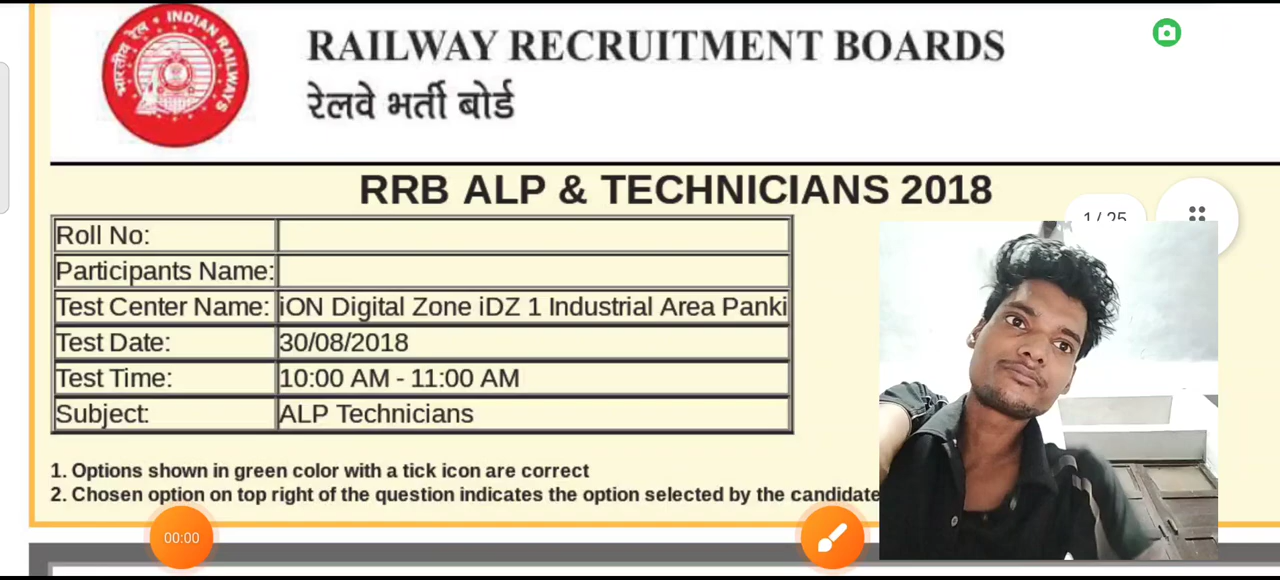 भारतीय रेल • INDIAN RAILWAYS
RAILWAY RECRUITMENT BOARDS
रेलवे भर्ती बोर्ड
RRB ALP & TECHNICIANS 2018
1 / 25
Roll No:
Participants Name:
Test Center Name: iON Digital Zone iDZ 1 Industrial Area Panki
Test Date: 30/08/2018
Test Time: 10:00 AM - 11:00 AM
Subject: ALP Technicians
1. Options shown in green color with a tick icon are correct
2. Chosen option on top right of the question indicates the option selected by the candidate
00:00